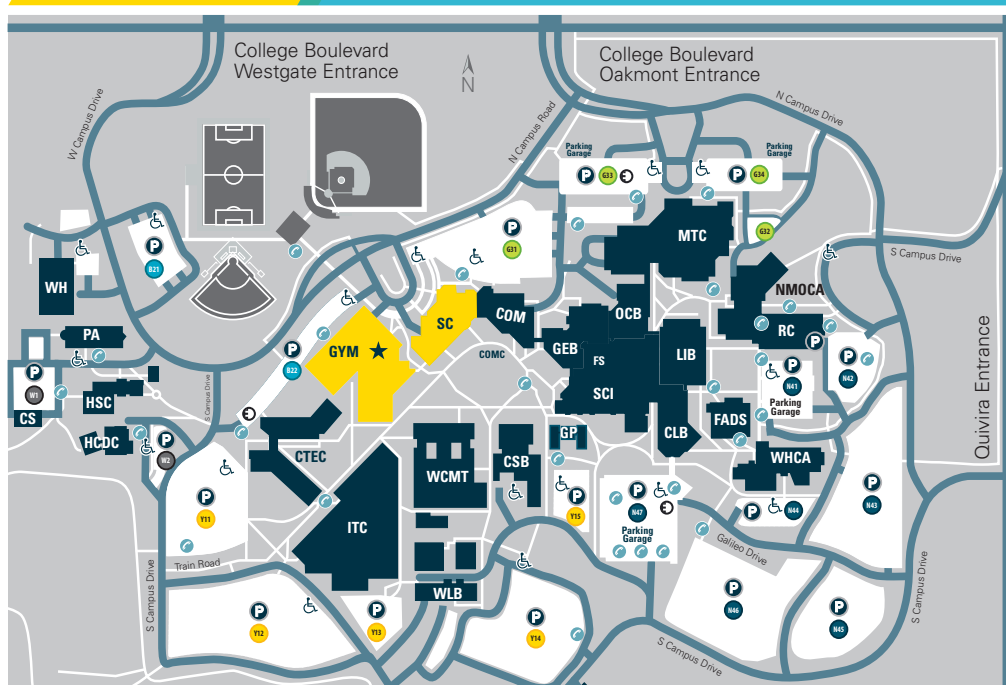 College Boulevard
Westgate Entrance
N
College Boulevard
Oakmont Entrance
W Campus Drive
N Campus Road
N Campus Drive
Parking
Garage
P
G33
Parking
Garage
P
G34
P
G31
MTC
G32
S Campus Drive
P
B21
WH
NMOCA
PA
SC
COM
OCB
RC
P
GYM
COMC
GEB
FS
LIB
P
B22
P
W1
HSC
S Campus Drive
SCI
P
N41
Parking
Garage
P
N42
Quivira Entrance
CS
HCDC
P
W2
CTEC
WCMT
CSB
GP
CLB
FADS
WHCA
P
Y11
ITC
P
Y15
P
N47
Parking
Garage
P
N44
P
N43
Galileo Drive
Train Road
S Campus Drive
S Campus Drive
WLB
P
Y12
P
Y13
P
Y14
P
N46
P
N45
S Campus Drive